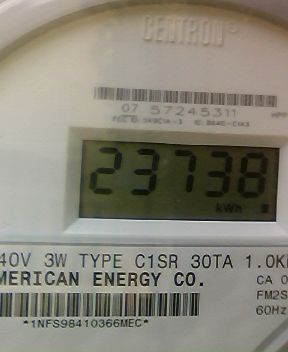 CENTRON®
07 57245311
23738
kWh
40V 3W TYPE C1SR 30TA 1.0K
MERICAN ENERGY CO.
CA 0
FM2S
60Hz
*1NFS98410366MEC*